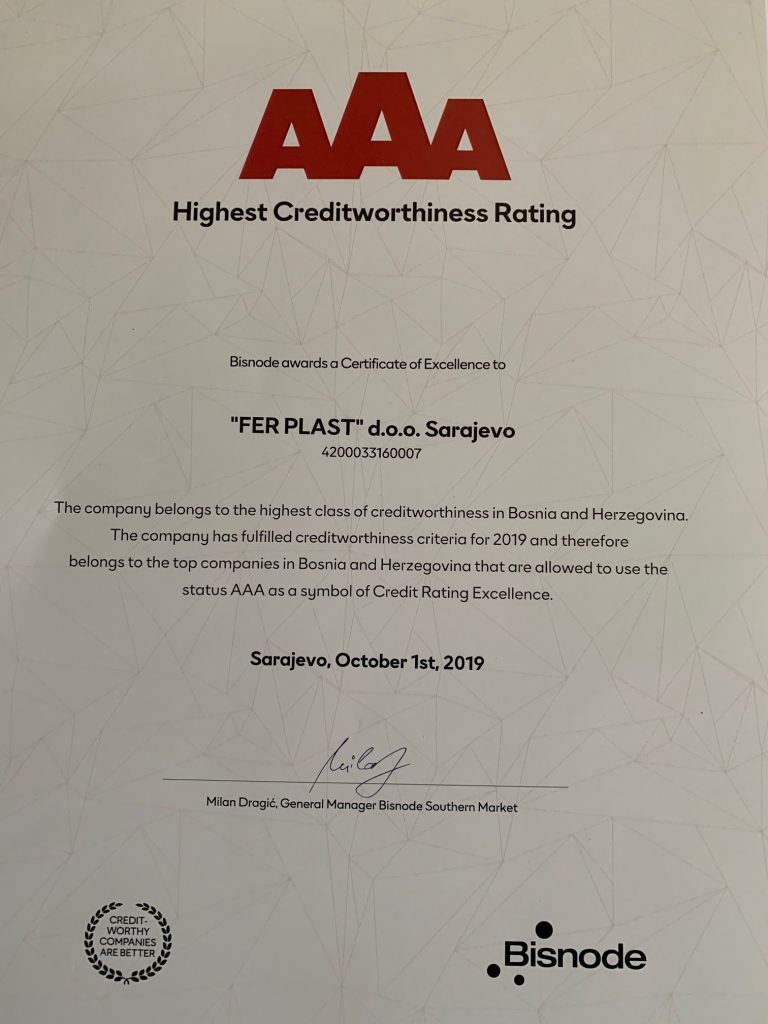 AAA
Highest Creditworthiness Rating
Bisnode awards a Certificate of Excellence to
"FER PLAST" d.o.o. Sarajevo
4200033160007
The company belongs to the highest class of creditworthiness in Bosnia and Herzegovina.
The company has fulfilled creditworthiness criteria for 2019 and therefore
belongs to the top companies in Bosnia and Herzegovina that are allowed to use the
status AAA as a symbol of Credit Rating Excellence.
Sarajevo, October 1st, 2019
Milan Dragić, General Manager Bisnode Southern Market
CREDIT-
WORTHY
COMPANIES
ARE BETTER
Bisnode